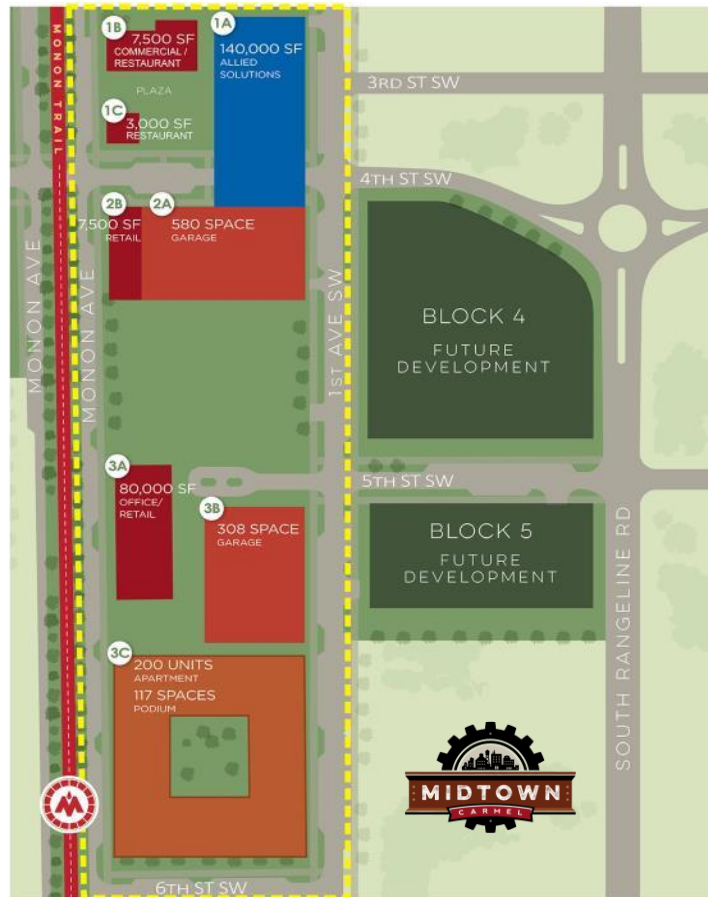 MONON TRAIL
1B
7,500 SF
COMMERCIAL /
RESTAURANT
1A
140,000 SF
ALLIED
SOLUTIONS
PLAZA
1C
3,000 SF
RESTAURANT
3RD ST SW
4TH ST SW
2B
7,500 SF
RETAIL
2A
580 SPACE
GARAGE
MONON AVE
MONON AVE
1ST AVE SW
BLOCK 4
FUTURE
DEVELOPMENT
3A
80,000 SF
OFFICE/
RETAIL
5TH ST SW
3B
308 SPACE
GARAGE
BLOCK 5
FUTURE
DEVELOPMENT
SOUTH RANGELINE RD
3C
200 UNITS
APARTMENT
117 SPACES
PODIUM
M
MIDTOWN
CARMEL
6TH ST SW